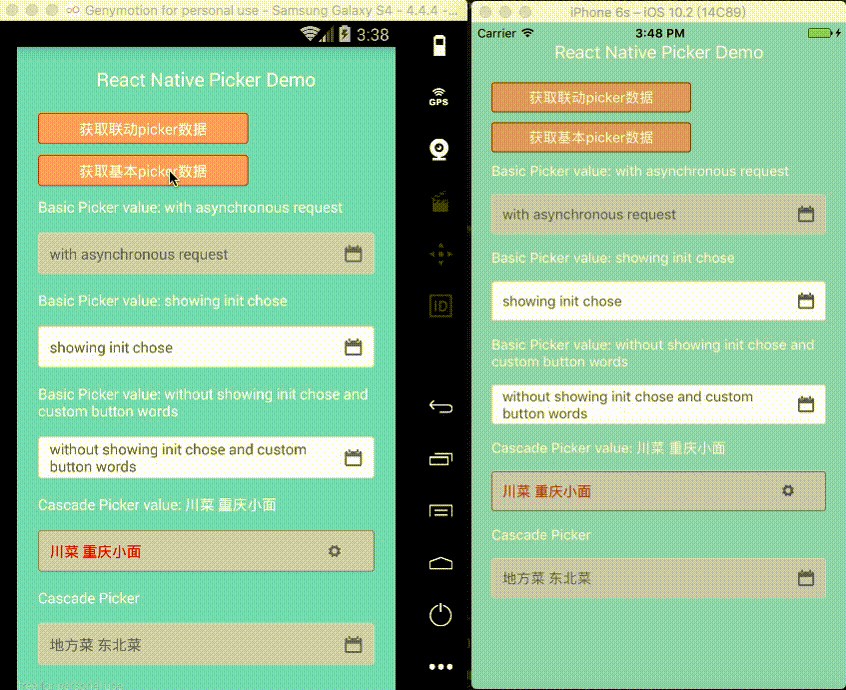 Genymotion for personal use - Samsung Galaxy S4 - 4.4.4 -...
3:38
React Native Picker Demo
获取联动picker数据
获取基本picker数据
Basic Picker value: with asynchronous request
with asynchronous request
Basic Picker value: showing init chose
showing init chose
Basic Picker value: without showing init chose and
custom button words
without showing init chose and custom
button words
Cascade Picker value: 川菜 重庆小面
川菜 重庆小面
Cascade Picker
地方菜 东北菜
GPS
ID
iPhone 6s – iOS 10.2 (14C89)
Carrier
3:48 PM
React Native Picker Demo
获取联动picker数据
获取基本picker数据
Basic Picker value: with asynchronous request
with asynchronous request
Basic Picker value: showing init chose
showing init chose
Basic Picker value: without showing init chose and
custom button words
without showing init chose and custom
button words
Cascade Picker value: 川菜 重庆小面
川菜 重庆小面
Cascade Picker
地方菜 东北菜